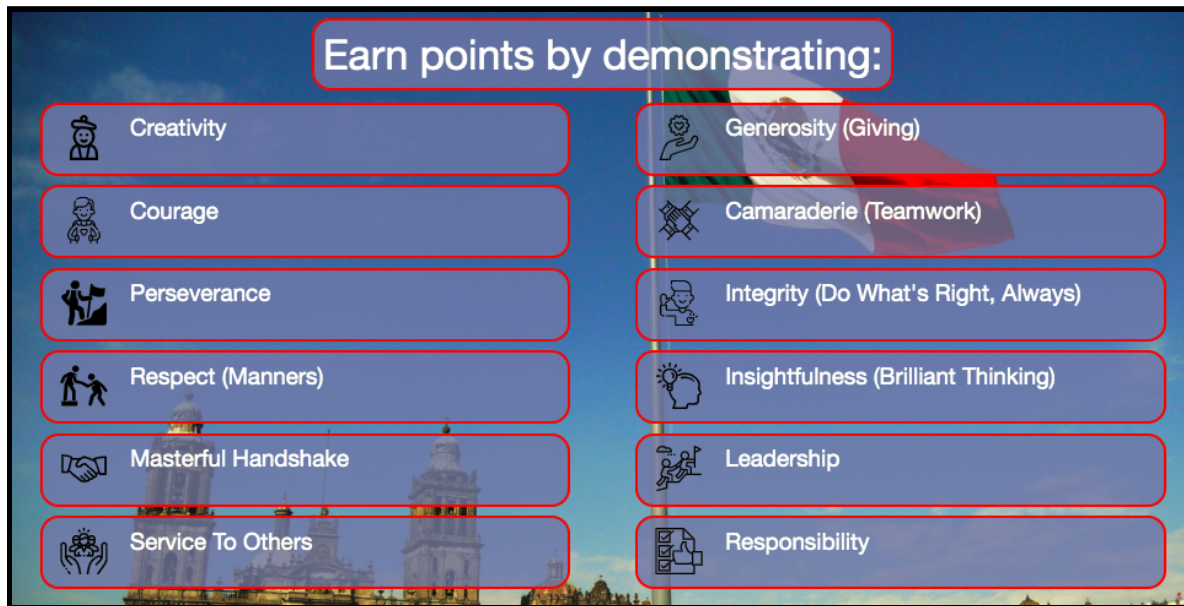 Earn points by demonstrating:
Creativity
Courage
Perseverance
Respect (Manners)
Masterful Handshake
Service To Others
Generosity (Giving)
Camaraderie (Teamwork)
Integrity (Do What's Right, Always)
Insightfulness (Brilliant Thinking)
Leadership
Responsibility